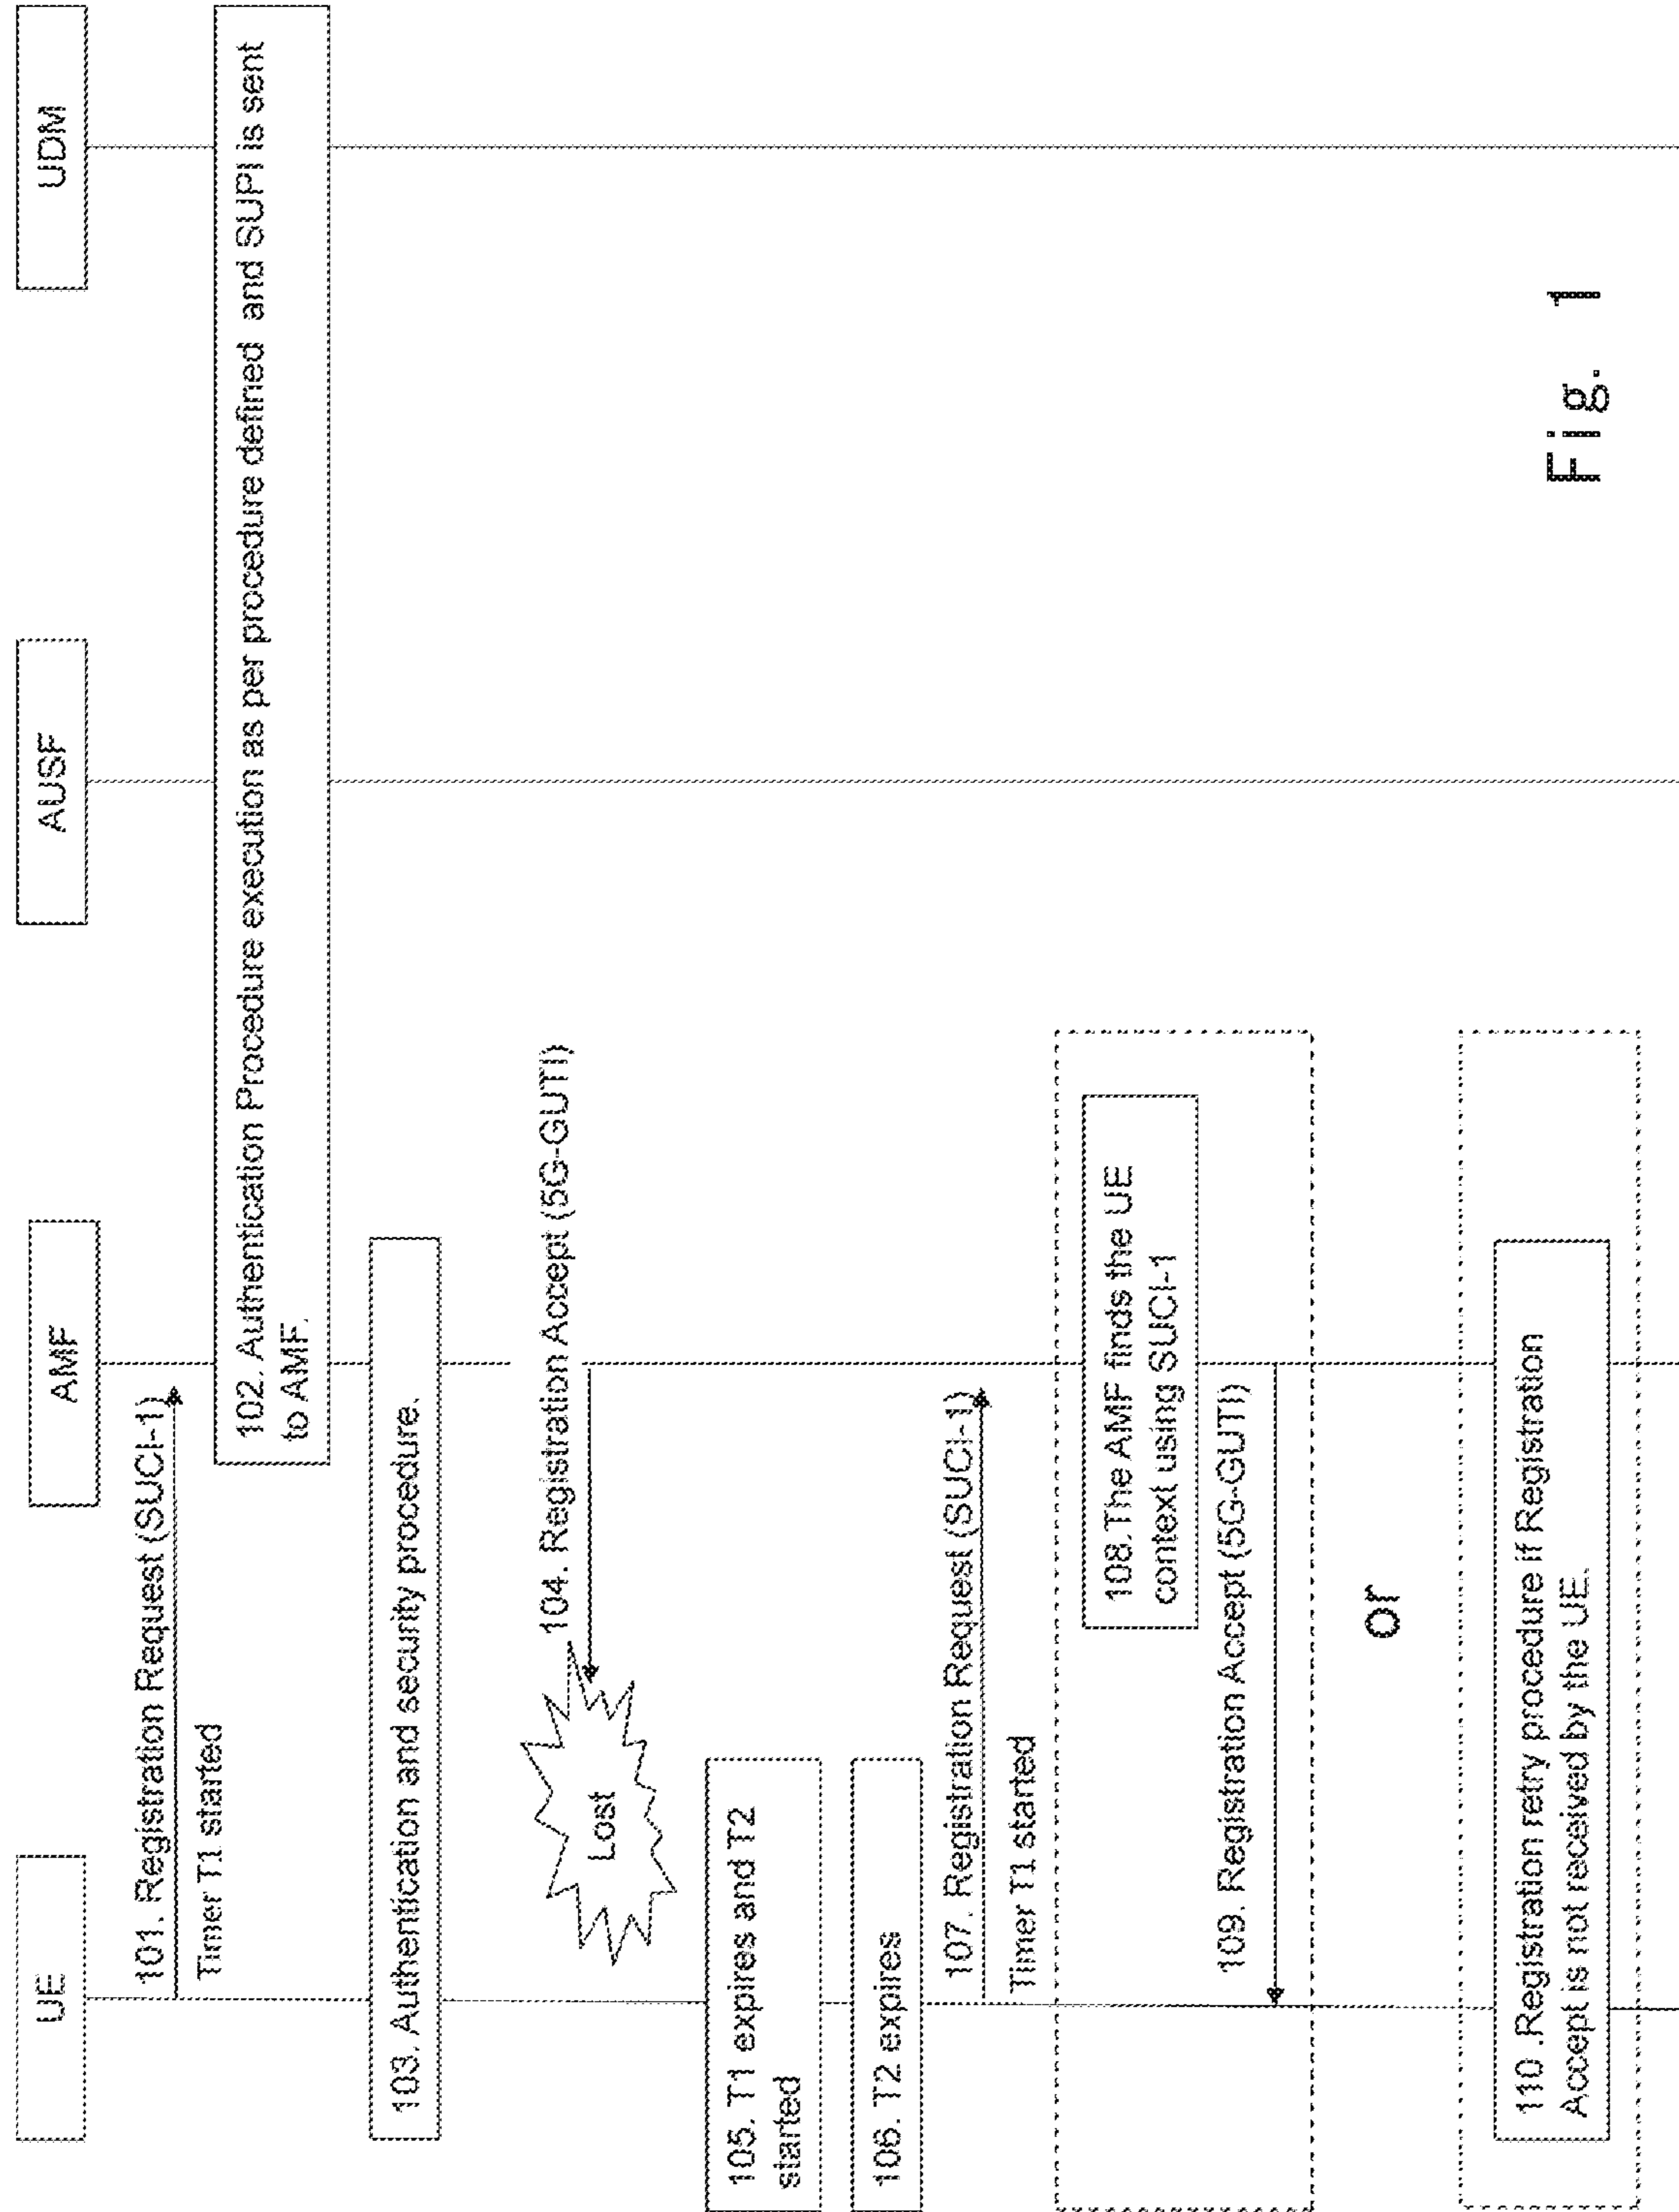 UE
AMF
AUSF
UDM
101. Registration Request (SUCI-1)
Timer T1 started
102. Authentication Procedure execution as per procedure defined and SUPI is sent
to AMF.
103. Authentication and security procedure.
104. Registration Accept (5G-GUTI)
Lost
105. T1 expires and T2
started
106. T2 expires
107. Registration Request (SUCI-1)
Timer T1 started
108.The AMF finds the UE
context using SUCI-1
109. Registration Accept (5G-GUTI)
or
110 .Registration retry procedure if Registration
Accept is not received by the UE.
Fig. 1